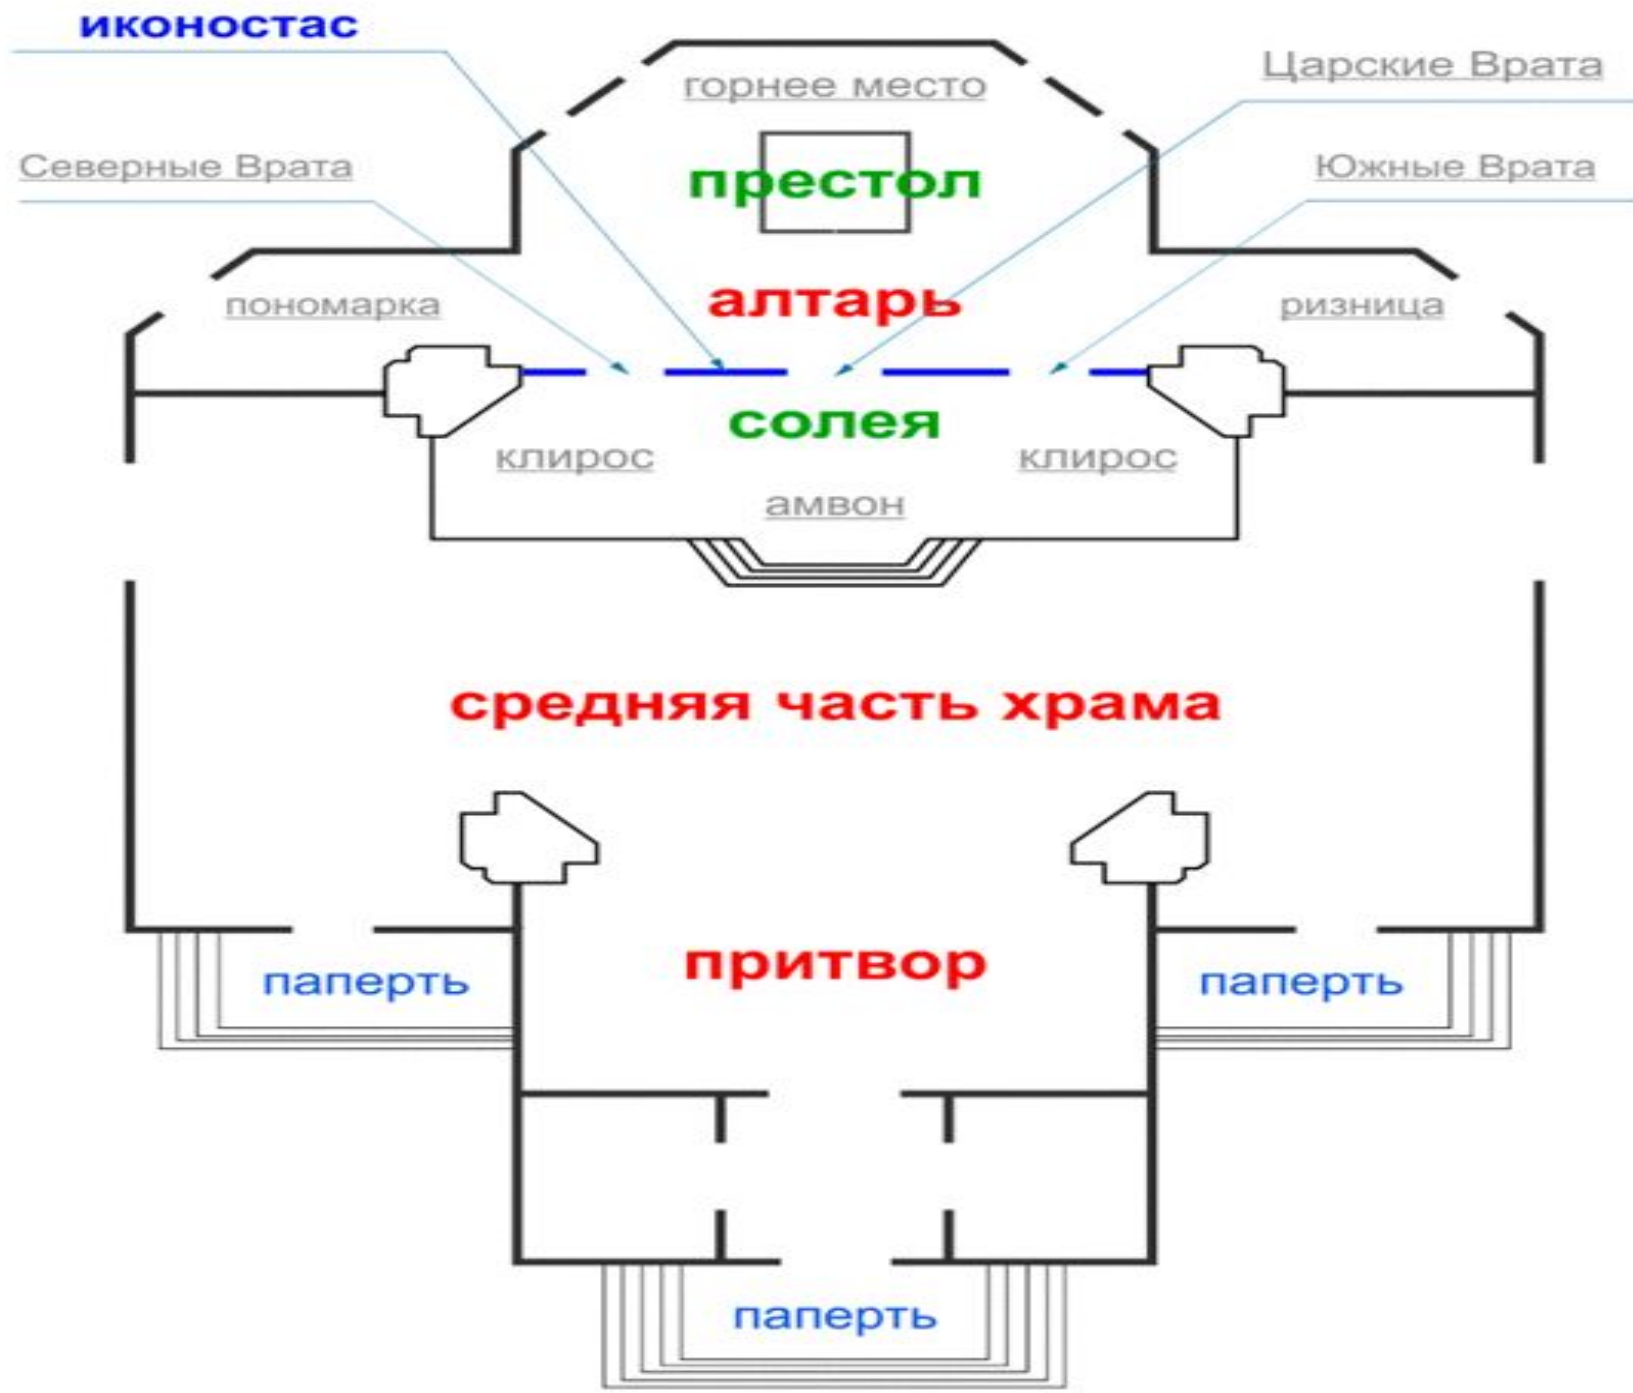 иконостас
Царские Врата
горнее место
Северные Врата
Южные Врата
престол
алтарь
пономарка
ризница
солея
клирос
клирос
амвон
средняя часть храма
притвор
паперть
паперть
паперть